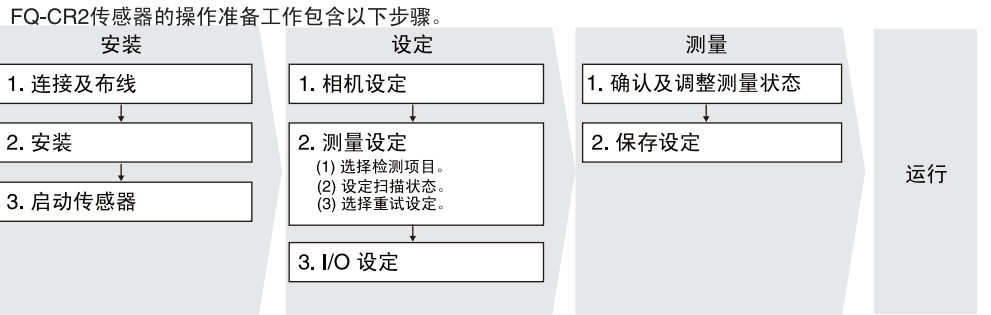 FQ-CR2传感器的操作准备工作包含以下步骤。
安装
1. 连接及布线
2. 安装
3. 启动传感器
设定
1. 相机设定
2. 测量设定
(1) 选择检测项目。
(2) 设定扫描状态。
(3) 选择重试设定。
3. I/O 设定
测量
1. 确认及调整测量状态
2. 保存设定
运行